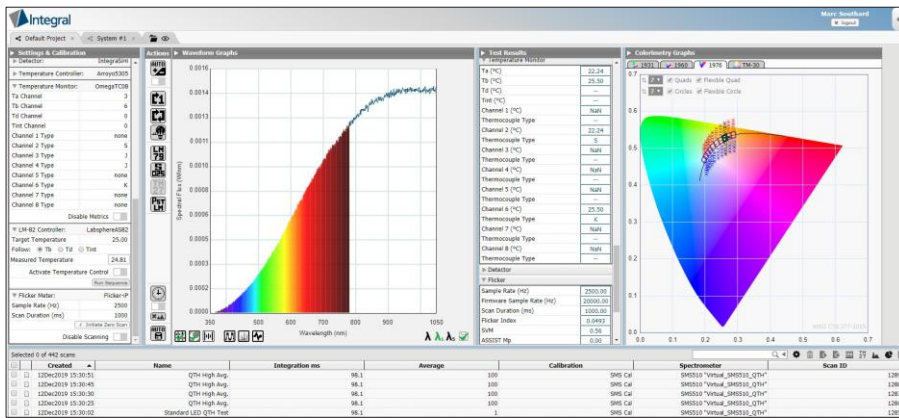 Integral
Marc Southard
logout
Default Project
System #1
Settings & Calibration
Detector: IntegraSHI
Temperature Controller: Arroyo5305
Temperature Monitor: OmegaTC08
Ta Channel 3
Tb Channel 6
Td Channel 0
Tint Channel 0
Channel 1 Type none
Channel 2 Type S
Channel 3 Type J
Channel 4 Type J
Channel 5 Type none
Channel 6 Type K
Channel 7 Type none
Channel 8 Type none
Disable Metrics
LM-82 Controller: LabsphereAS82
Target Temperature 25.00
Follow: Tb Td Tint
Measured Temperature 24.81
Activate Temperature Control
Run Sequence
Flicker Meter: Flicker-iP
Sample Rate (Hz) 2500
Scan Duration (ms) 1000
Initiate Zero Scan
Disable Scanning
Actions
AUTO
LM
79
PST
LM
AUTO
Waveform Graphs
0.0016
0.0014
0.0013
0.0011
0.0010
0.0008
0.0006
0.0005
0.0003
0.0002
0.0000
Spectral Flux (W/nm)
350
500
600
700
800
900
1050
Wavelength (nm)
Test Results
Temperature Monitor
Ta (°C) 22.24
Tb (°C) 25.50
Td (°C) --
Tint (°C) --
Channel 1 (°C) NaN
Thermocouple Type --
Channel 2 (°C) 22.24
Thermocouple Type S
Channel 3 (°C) NaN
Thermocouple Type --
Channel 4 (°C) NaN
Thermocouple Type --
Channel 5 (°C) NaN
Thermocouple Type --
Channel 6 (°C) 25.50
Thermocouple Type K
Channel 7 (°C) NaN
Thermocouple Type --
Channel 8 (°C) NaN
Thermocouple Type --
Detector
Flicker
Sample Rate (Hz) 2500.00
Firmware Sample Rate (Hz) 20000.00
Scan Duration (ms) 1000.00
Flicker Index 0.0493
SVM 0.56
ASSIST Mp 0.00
Colorimetry Graphs
1931
1960
1976
TM-30
Quads
Flexible Quad
Circles
Flexible Circle
0.7
0.6
0.5
0.4
0.3
0.2
0.1
0.0
0.0
0.1
0.2
0.3
0.4
0.5
0.6
0.7
Selected 0 of 442 scans
Created Name Integration ms Average Calibration Spectrometer Scan ID
12Dec2019 15:30:51 QTH High Avg. 98.1 100 SMS Cal SMS510 "Virtual_SMS510_QTH"
12Dec2019 15:30:45 QTH High Avg. 98.1 100 SMS Cal SMS510 "Virtual_SMS510_QTH"
12Dec2019 15:30:30 QTH High Avg. 98.1 100 SMS Cal SMS510 "Virtual_SMS510_QTH"
12Dec2019 15:30:25 QTH High Avg. 98.1 100 SMS Cal SMS510 "Virtual_SMS510_QTH"
12Dec2019 15:30:02 Standard LED QTH Test 98.1 1 SMS Cal SMS510 "Virtual_SMS510_QTH"